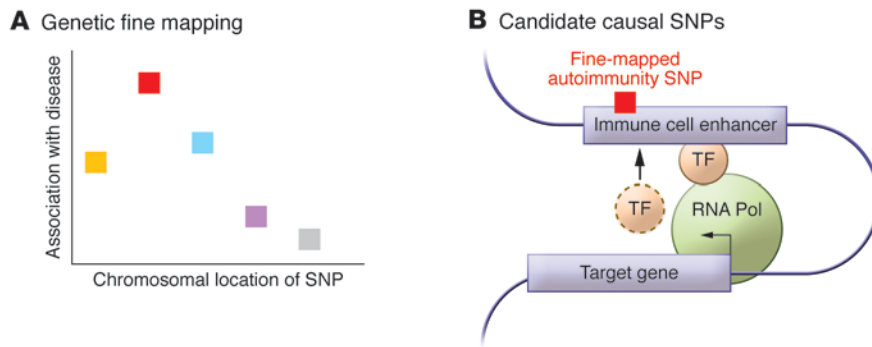 A Genetic fine mapping
Association with disease
Chromosomal location of SNP
B Candidate causal SNPs
Fine-mapped
autoimmunity SNP
Immune cell enhancer
TF
TF
RNA Pol
Target gene